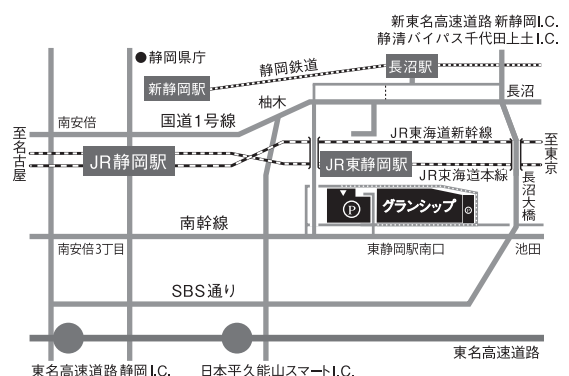 新東名高速道路 新静岡I.C.
静清バイパス千代田上土I.C.
●静岡県庁
静岡鉄道
長沼駅
新静岡駅
柚木
長沼
南安倍
国道1号線
JR東海道新幹線
至名古屋
至東京
JR静岡駅
JR東静岡駅
JR東海道本線
長沼大橋
P
グランシップ
P
南幹線
南安倍3丁目
東静岡駅南口
池田
SBS通り
東名高速道路
東名高速道路 静岡I.C.
日本平久能山スマートI.C.